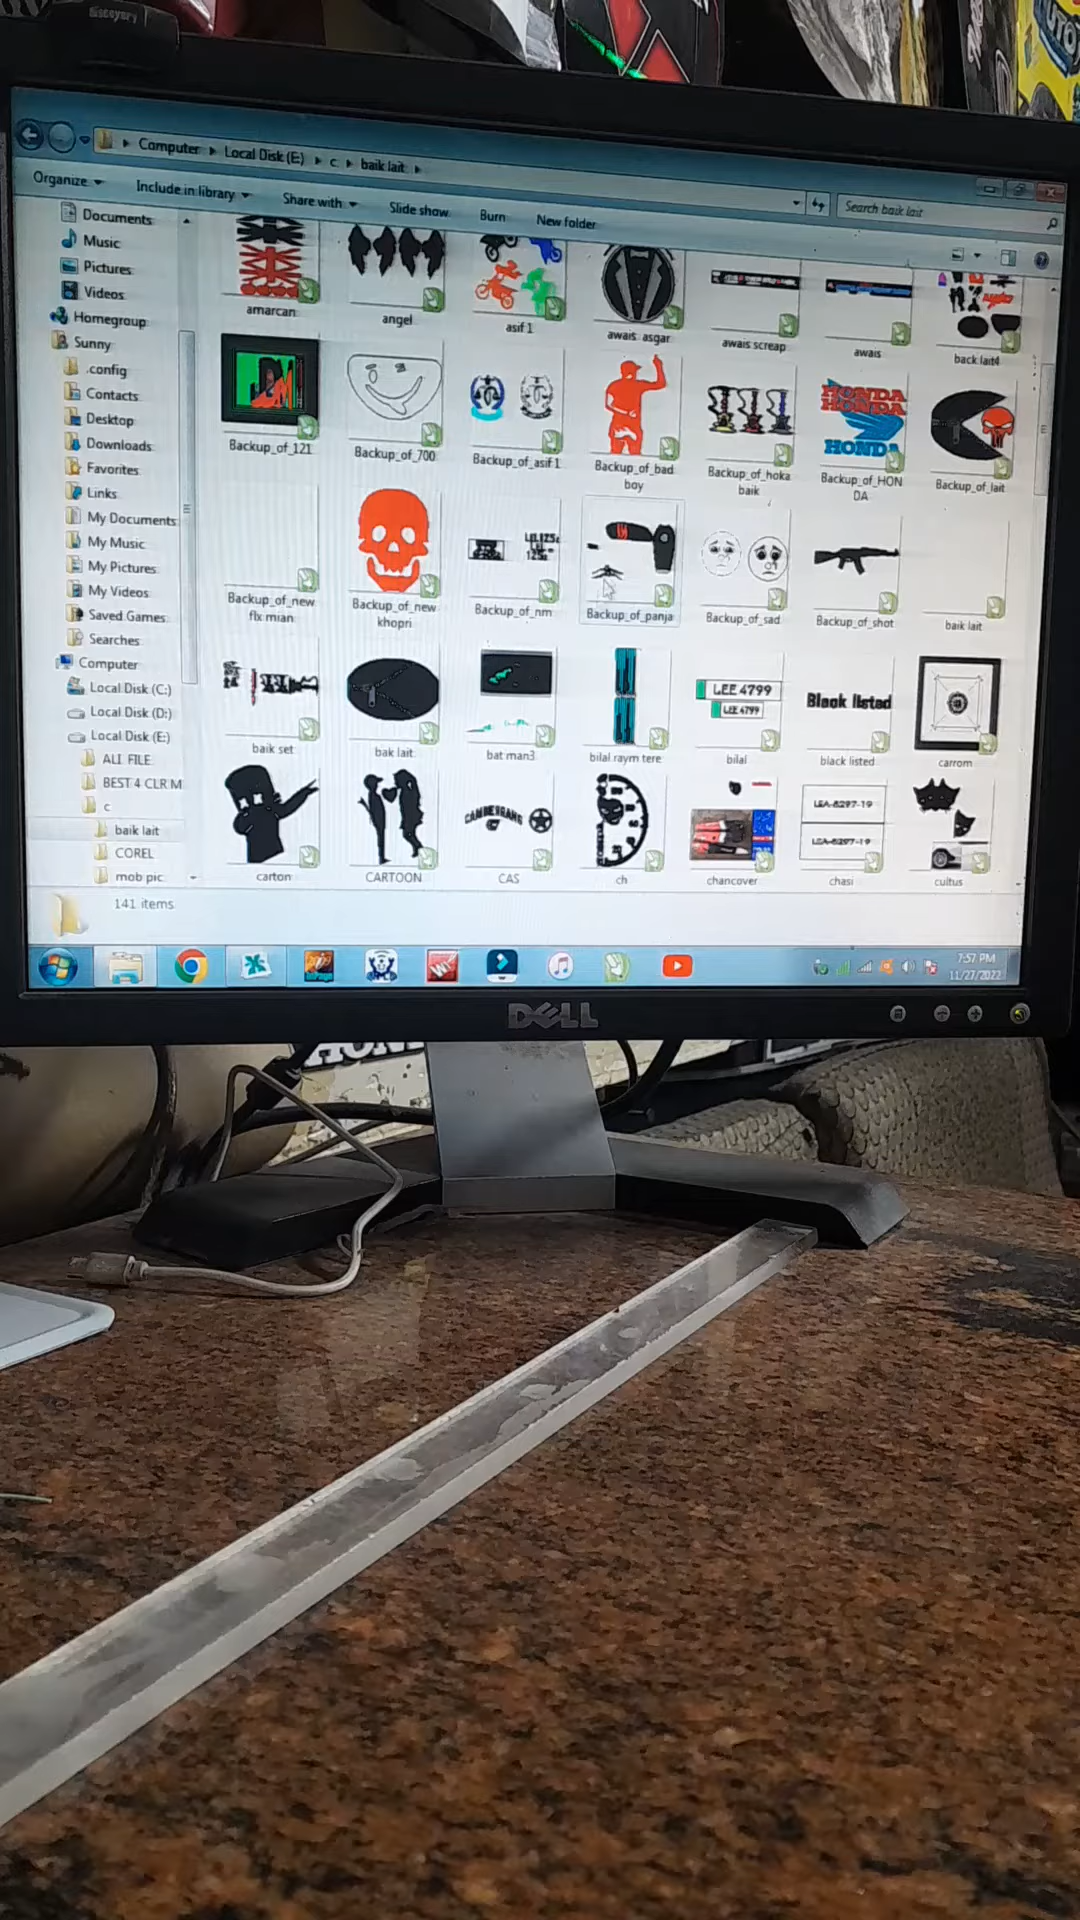 Computer ▸ Local Disk (E:) ▸ c ▸ baik lait ▸
Search baik lait
Organize
Include in library
Share with
Slide show
Burn
New folder
Documents
Music
Pictures
Videos
Homegroup
Sunny
.config
Contacts
Desktop
Downloads
Favorites
Links
My Documents
My Music
My Pictures
My Videos
Saved Games
Searches
Computer
Local Disk (C:)
Local Disk (D:)
Local Disk (E:)
ALI FILE
BEST 4 CLR M
c
baik lait
COREL
mob pic
amarcan
angel
asif 1
awais asgar
awais screap
awais
back lait4
HONDA
HONDA
HONDA
Backup_of_121
Backup_of_700
Backup_of_asif 1
Backup_of_bad
boy
Backup_of_hoka
baik
Backup_of_HON
DA
Backup_of_lait
Backup_of_new
flx mian
Backup_of_new
khopri
Backup_of_nm
Backup_of_panja
Backup_of_sad
Backup_of_shot
baik lait
LEE 4799
LEE 4799
Black listed
baik set
bak lait
bat man3
bilal raym tere
bilal
black listed
carrom
LEA-8297-19
LEA-8297-19
carton
CARTOON
CAS
ch
chancover
chasi
cultus
141 items
7:57 PM
11/27/2022
DELL